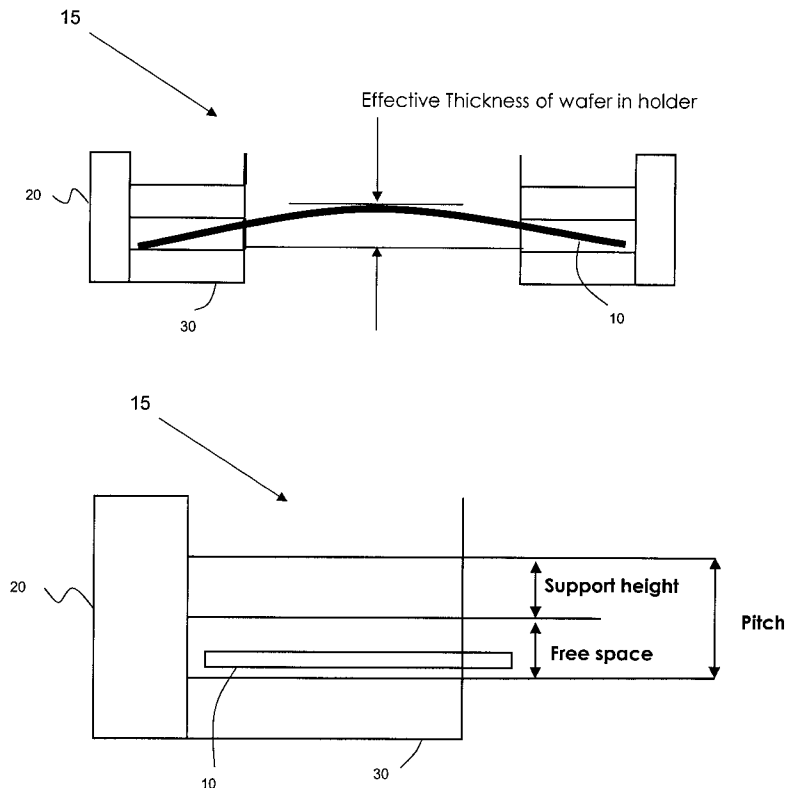 15
Effective Thickness of wafer in holder
20
30
10
15
20
Support height
Pitch
Free space
10
30